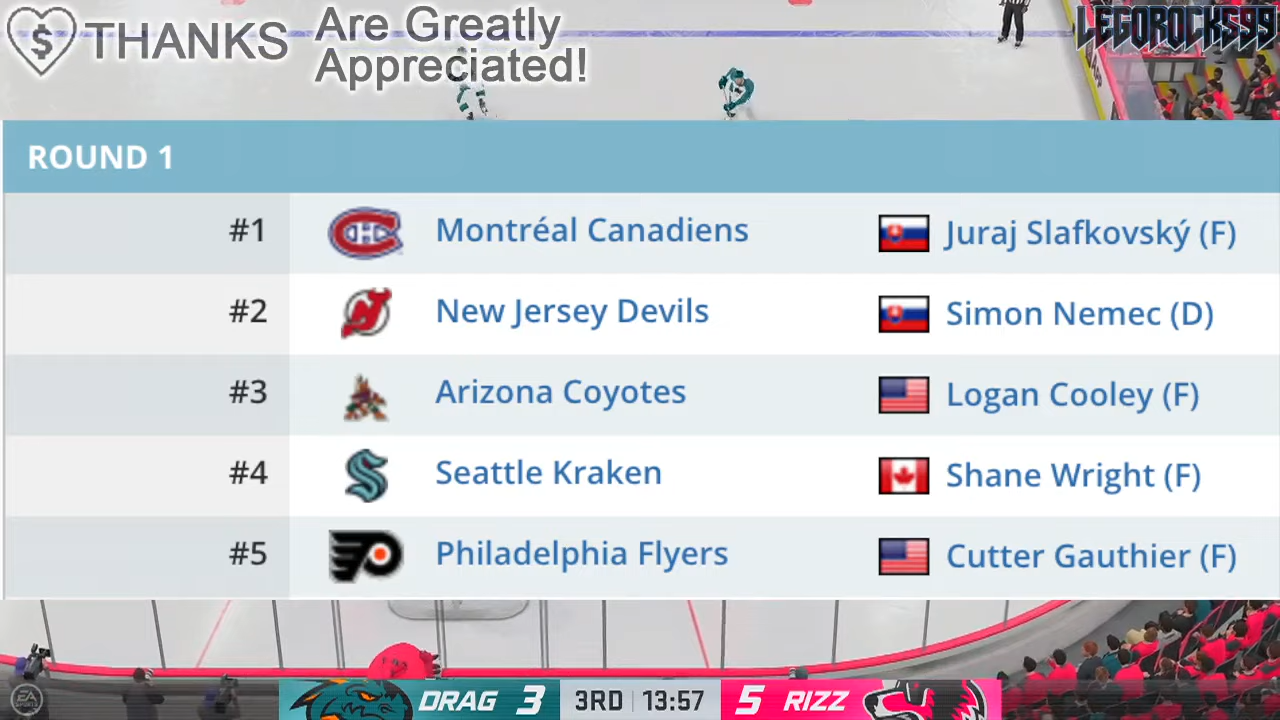 THANKS
Are Greatly
Appreciated!
LEGOROCKS99
ROUND 1
#1 Montréal Canadiens Juraj Slafkovský (F)
#2 New Jersey Devils Simon Nemec (D)
#3 Arizona Coyotes Logan Cooley (F)
#4 Seattle Kraken Shane Wright (F)
#5 Philadelphia Flyers Cutter Gauthier (F)
EA
SPORTS
DRAG 3 3RD 13:57 5 RIZZ